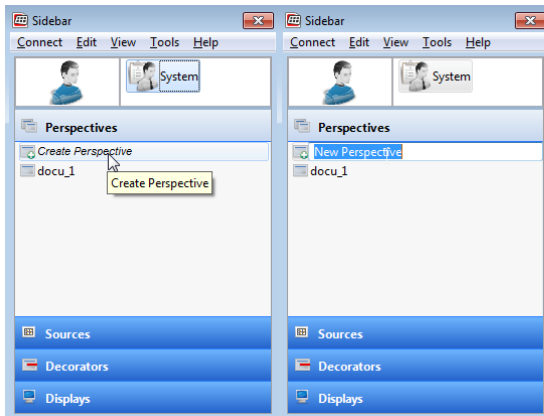 Sidebar
Connect Edit View Tools Help
System
Perspectives
Create Perspective
docu_1
Create Perspective
Sources
Decorators
Displays
Sidebar
Connect Edit View Tools Help
System
Perspectives
New Perspective
docu_1
Sources
Decorators
Displays